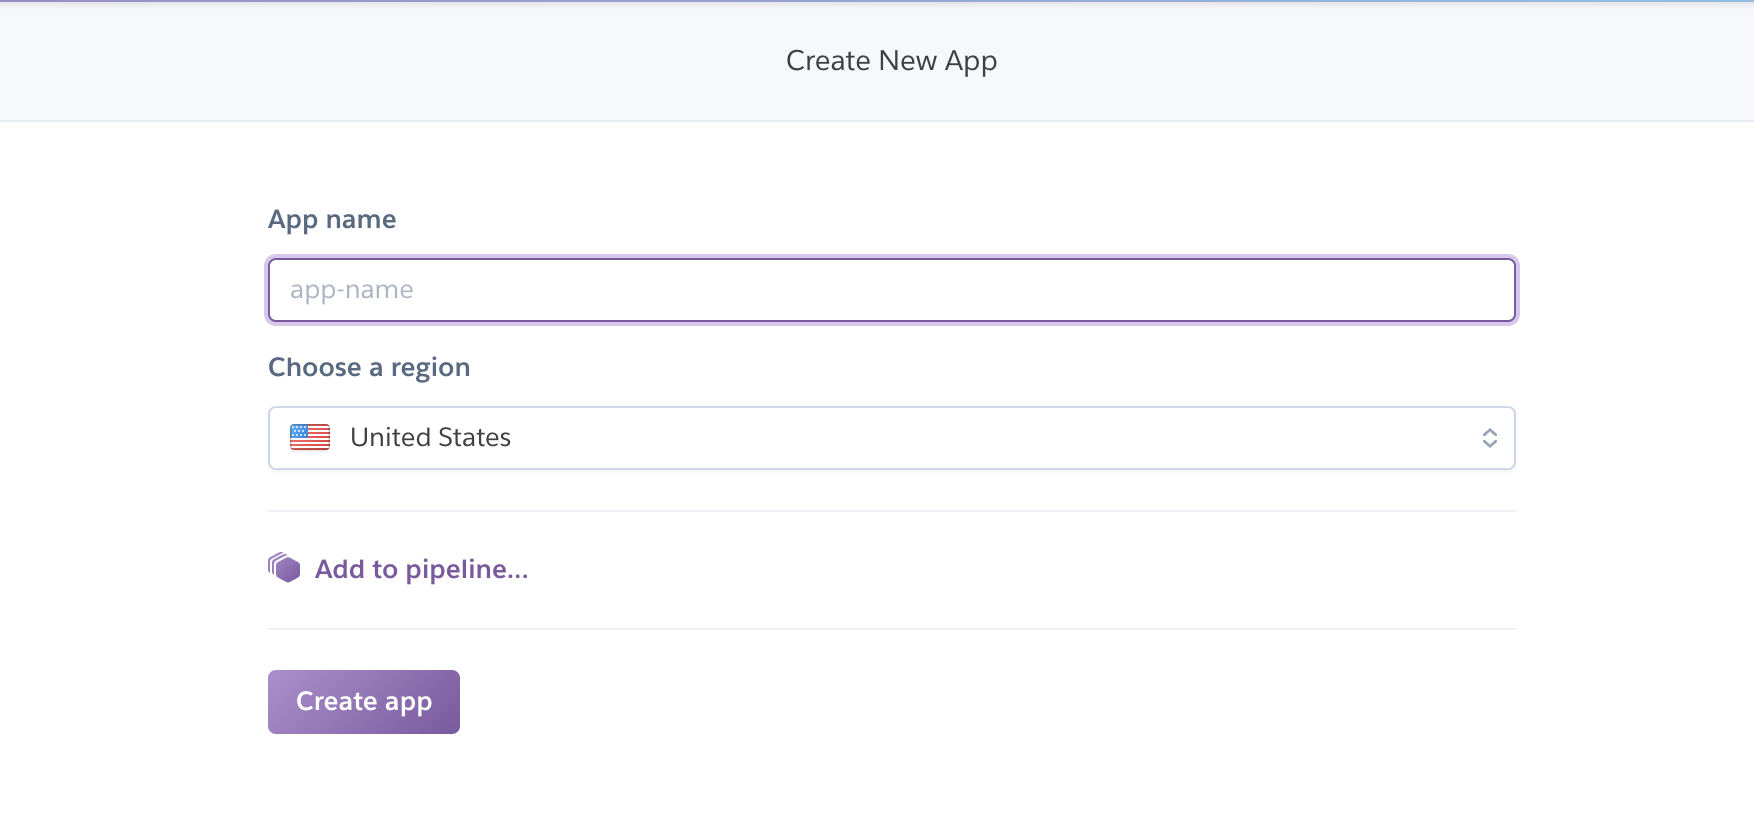 Create New App
App name
app-name
Choose a region
United States
Add to pipeline...
Create app